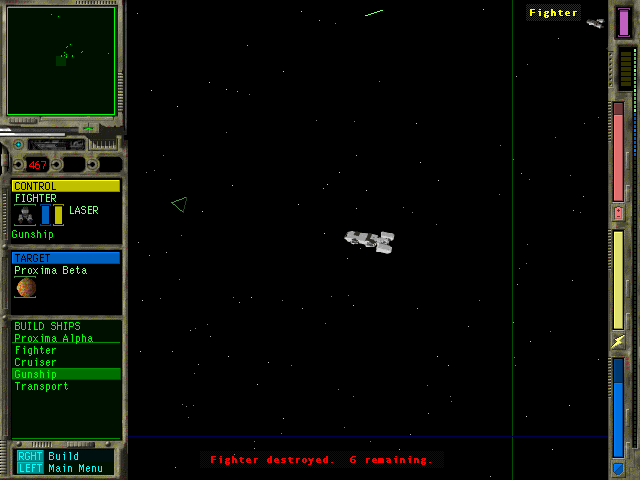 Fighter
467
CONTROL
FIGHTER
LASER
Gunship
TARGET
Proxima Beta
BUILD SHIPS
Proxima Alpha
Fighter
Cruiser
Gunship
Transport
RGHT Build
LEFT Main Menu
Fighter destroyed. 6 remaining.